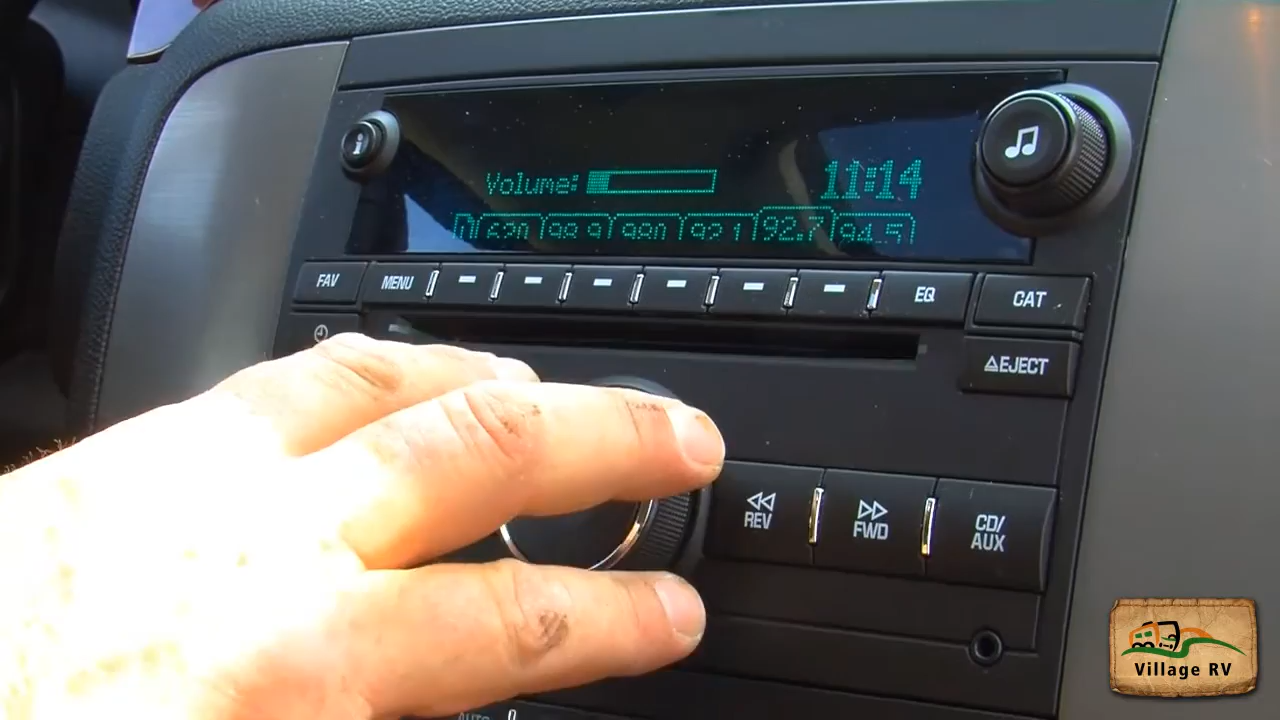 Volume:
11:14
92.7 94.5
FAV
MENU
EQ
CAT
EJECT
REV
FWD
CD/
AUX
Village RV